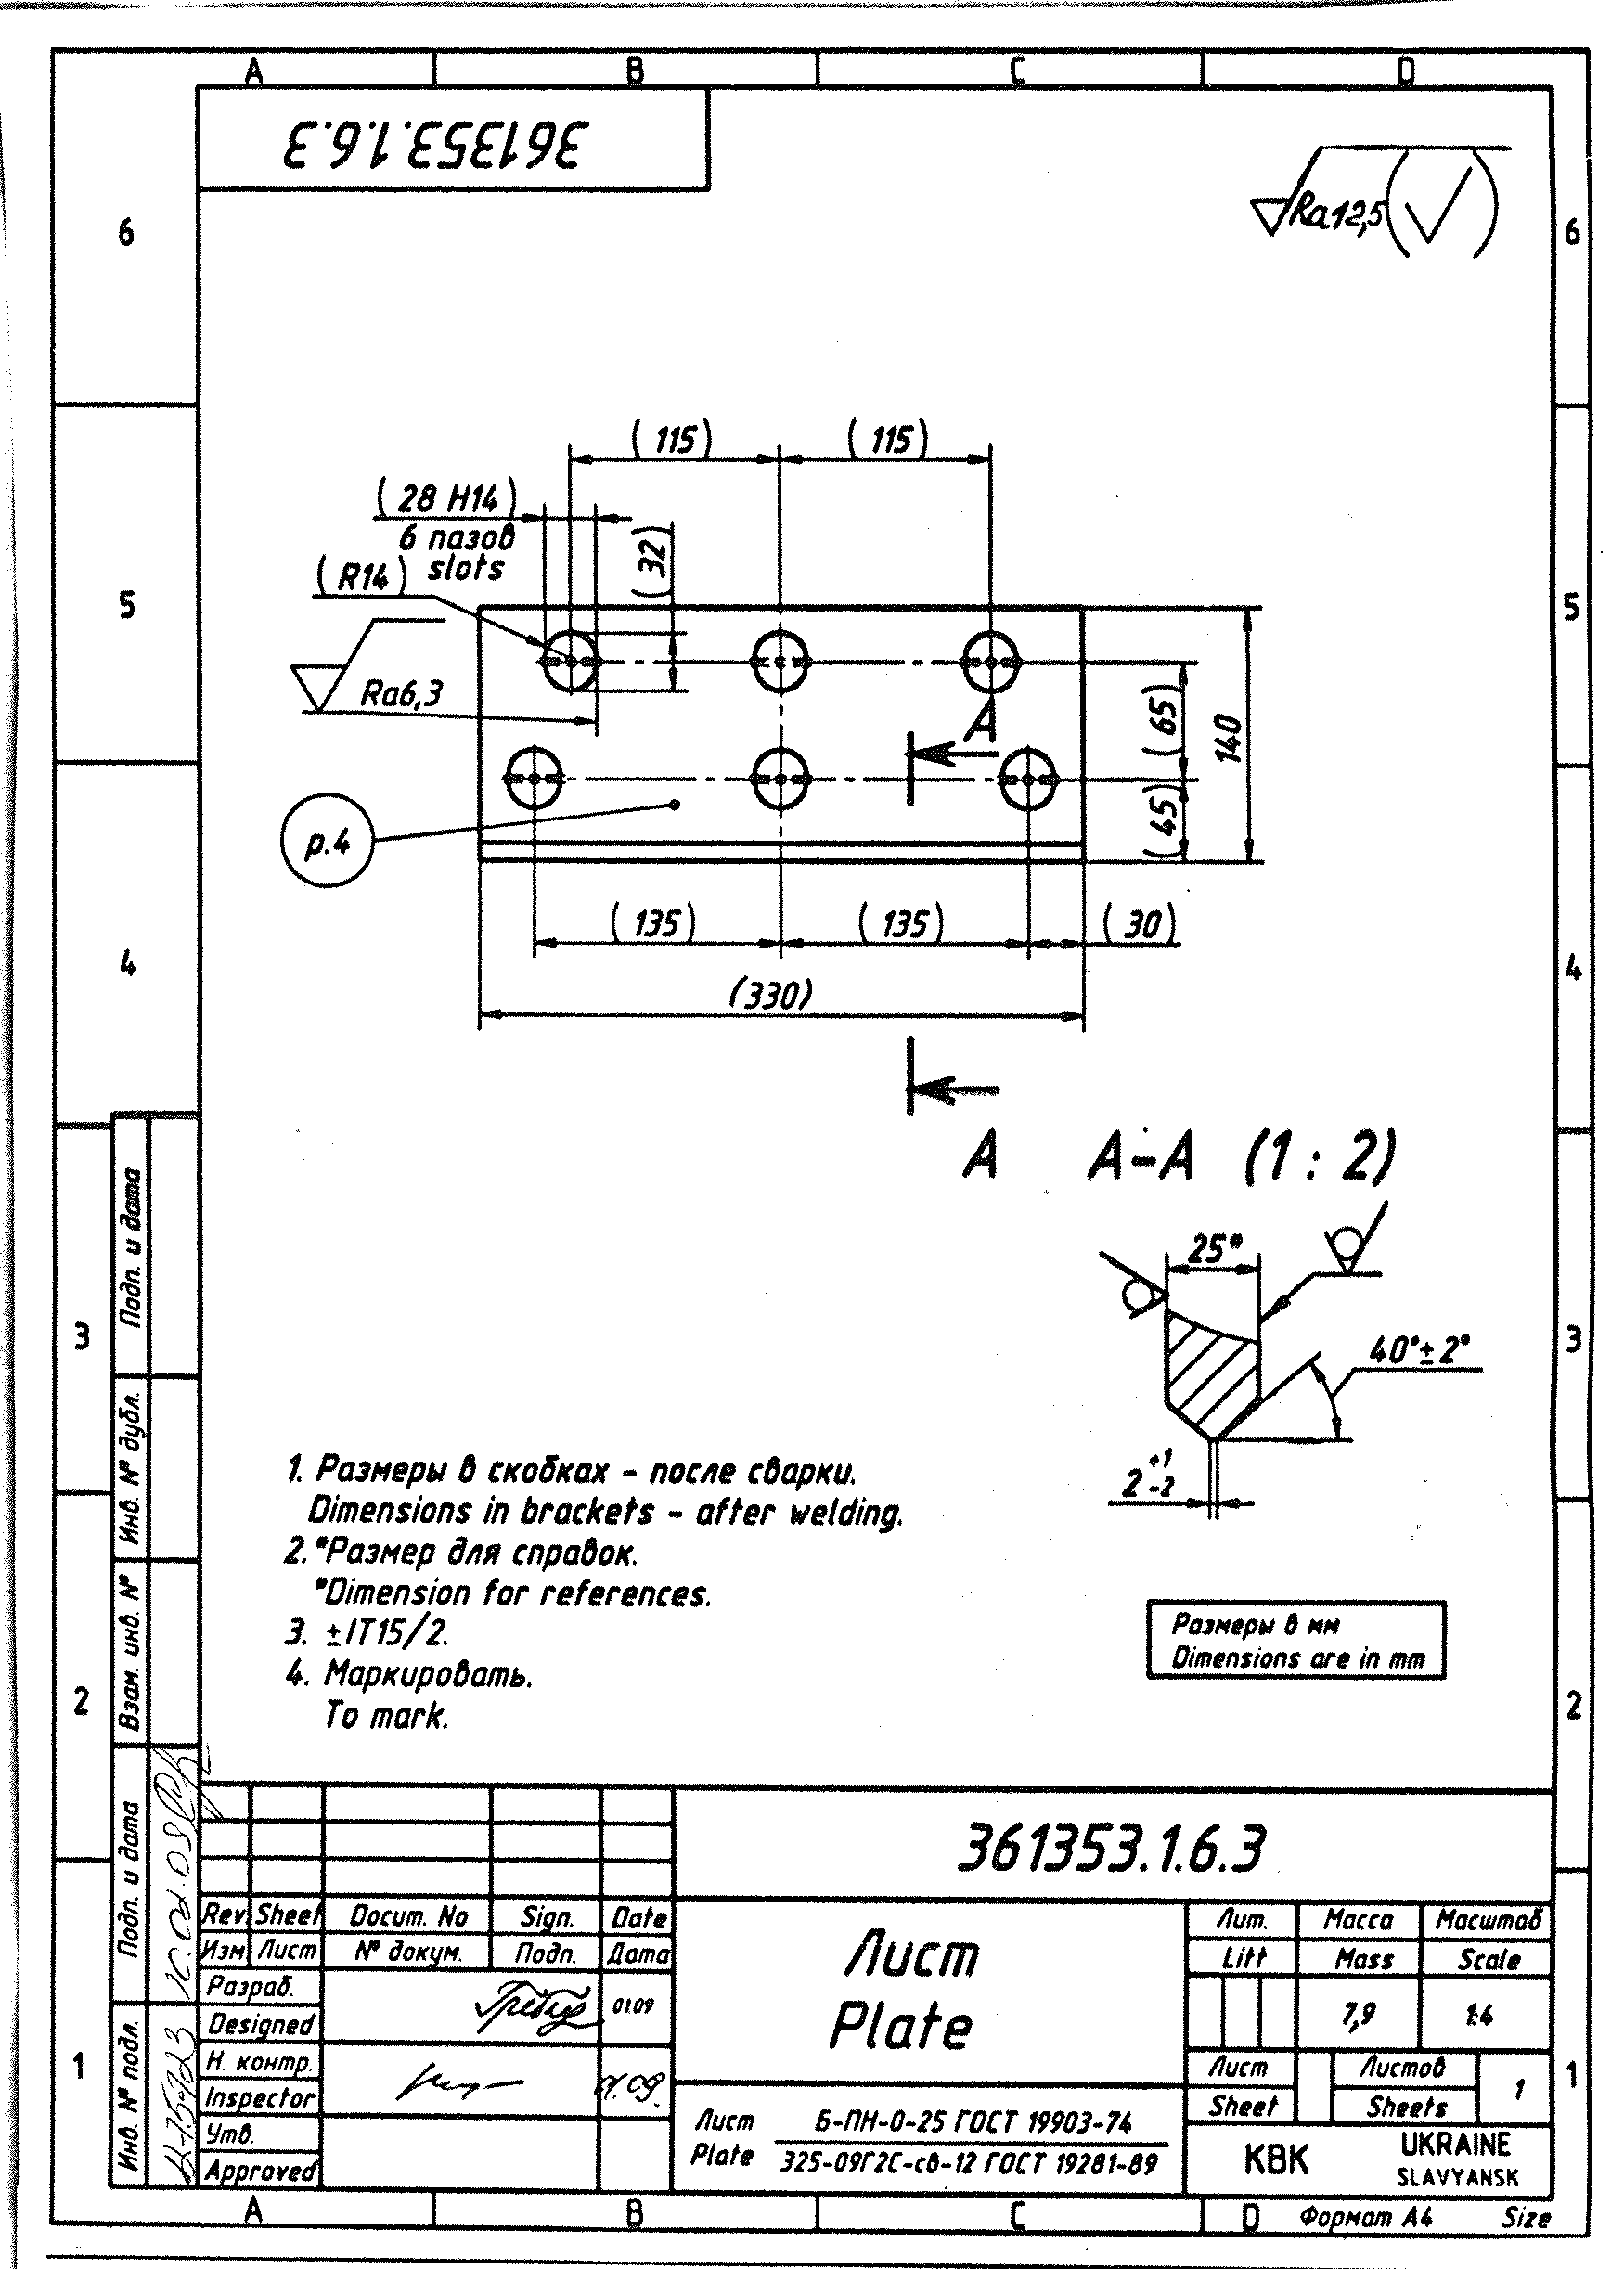 A B C D
361353.1.6.3
Ra12,5
6 6
(115) (115)
(28 H14)
6 пазов
slots
(R14)
(32)
5 5
Ra6,3
A
(65)
140
(45)
p.4
(135) (135) (30)
4 4
(330)
A A-A (1 : 2)
25*
40°±2°
3 3
2 +1 -2
1. Размеры в скобках - после сварки.
Dimensions in brackets - after welding.
2.*Размер для справок.
*Dimension for references.
3. ±IT15/2.
4. Маркировать.
To mark.
Размеры в мм
Dimensions are in mm
2 2
Подп. и дата
Инв. № дубл.
Взам. инв. №
Подп. и дата
Инв. № подл.
361353.1.6.3
Rev. Sheet Docum. No Sign. Date
Изм. Лист № докум. Подп. Дата
Разраб.
Designed
01.09
Н. контр.
Inspector
Утв.
Approved
Лист
Plate
Лит. Масса Масштаб
Litt Mass Scale
7,9 1:4
Лист Листов 1
Sheet Sheets
Лист Б-ПН-О-25 ГОСТ 19903-74
Plate 325-09Г2С-св-12 ГОСТ 19281-89
KBK UKRAINE
SLAVYANSK
1 1
A B C D Формат А4 Size